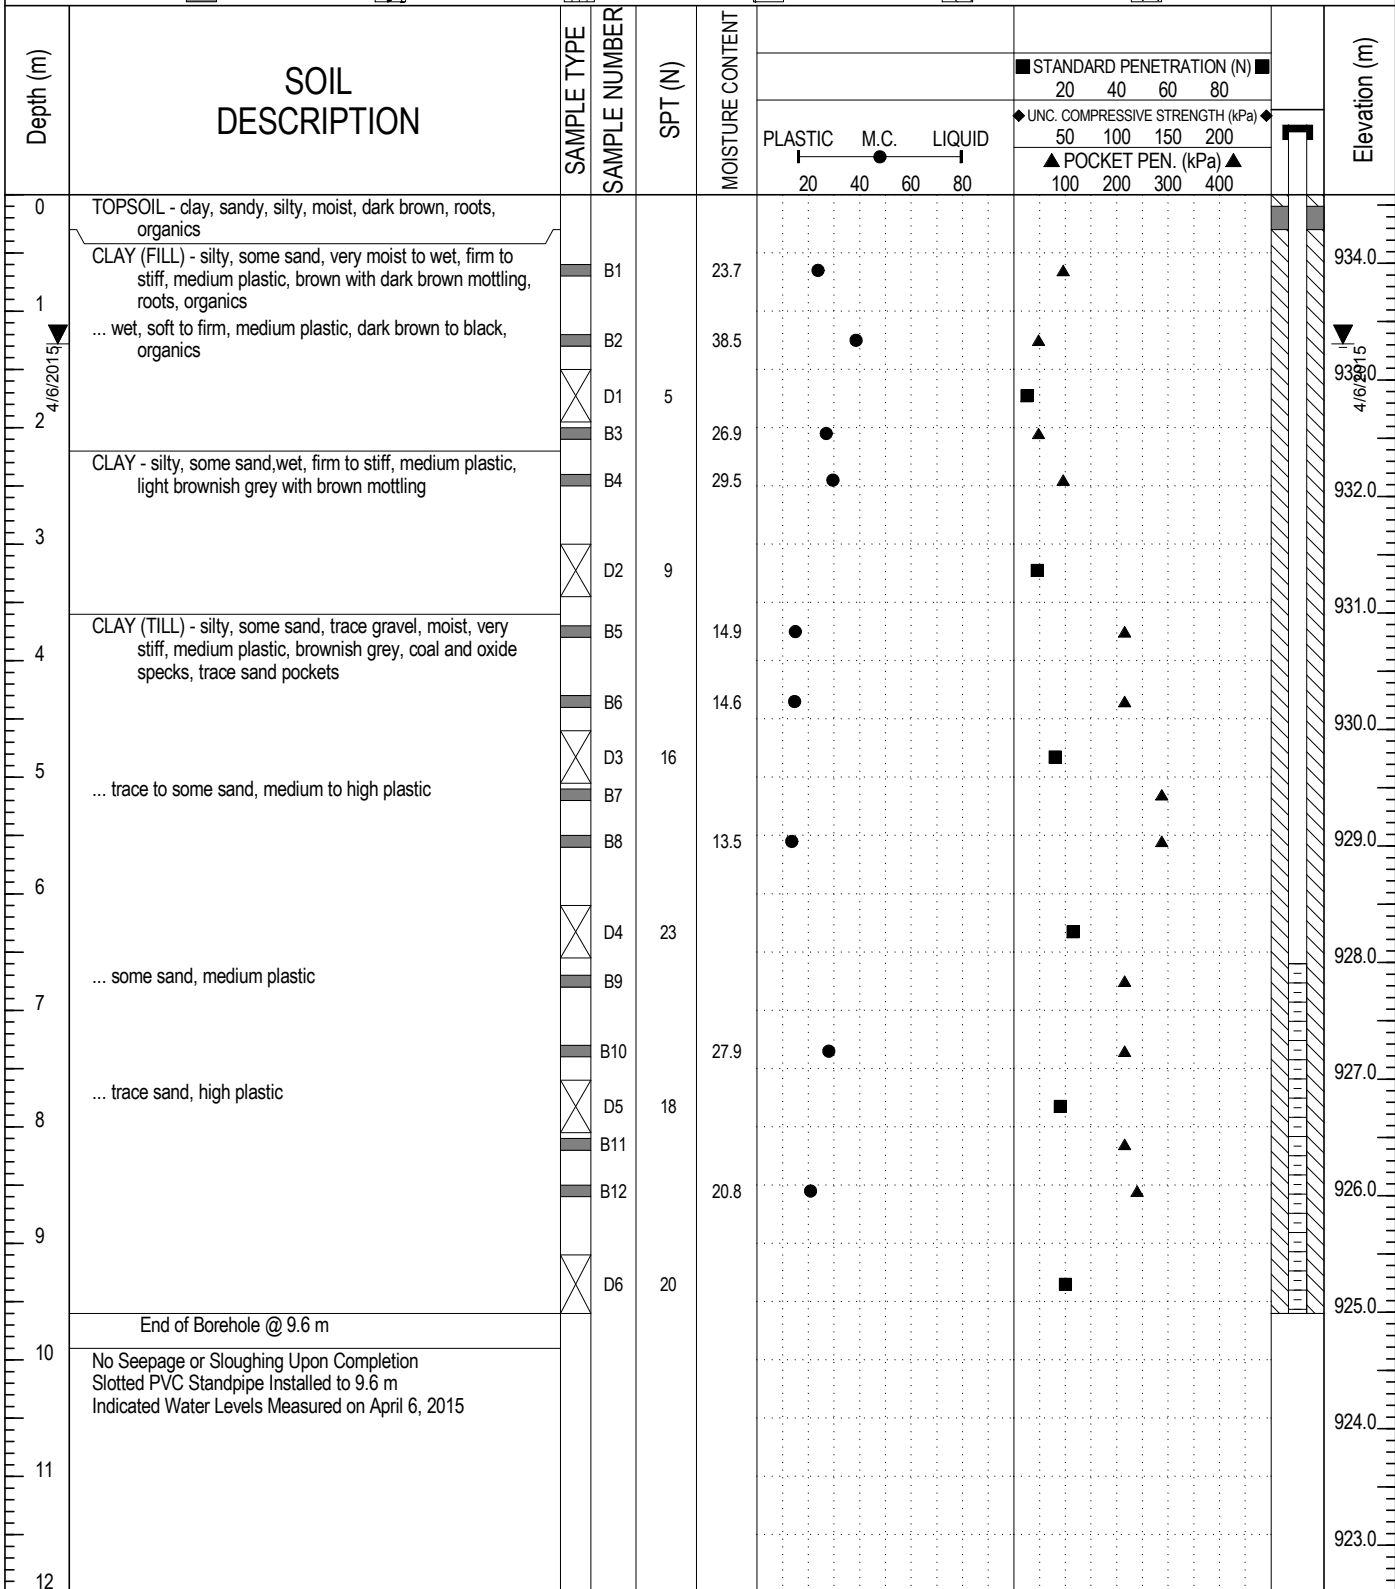 Depth (m)
SOIL
DESCRIPTION
SAMPLE TYPE
SAMPLE NUMBER
SPT (N)
MOISTURE CONTENT
PLASTIC M.C. LIQUID
20 40 60 80
■ STANDARD PENETRATION (N) ■
20 40 60 80
◆ UNC. COMPRESSIVE STRENGTH (kPa) ◆
50 100 150 200
▲ POCKET PEN. (kPa) ▲
100 200 300 400
Elevation (m)
0
TOPSOIL - clay, sandy, silty, moist, dark brown, roots,
organics
CLAY (FILL) - silty, some sand, very moist to wet, firm to
stiff, medium plastic, brown with dark brown mottling,
roots, organics
B1 23.7
934.0
1
... wet, soft to firm, medium plastic, dark brown to black,
organics
B2 38.5
4/6/2015
4/6/2015
933.0
D1 5
2
B3 26.9
CLAY - silty, some sand,wet, firm to stiff, medium plastic,
light brownish grey with brown mottling
B4 29.5
932.0
3
D2 9
931.0
CLAY (TILL) - silty, some sand, trace gravel, moist, very
stiff, medium plastic, brownish grey, coal and oxide
specks, trace sand pockets
B5 14.9
4
B6 14.6
930.0
D3 16
5
... trace to some sand, medium to high plastic
B7
B8 13.5
929.0
6
D4 23
928.0
... some sand, medium plastic
B9
7
B10 27.9
927.0
... trace sand, high plastic
D5 18
8
B11
B12 20.8
926.0
9
D6 20
925.0
End of Borehole @ 9.6 m
10
No Seepage or Sloughing Upon Completion
Slotted PVC Standpipe Installed to 9.6 m
Indicated Water Levels Measured on April 6, 2015
924.0
11
923.0
12